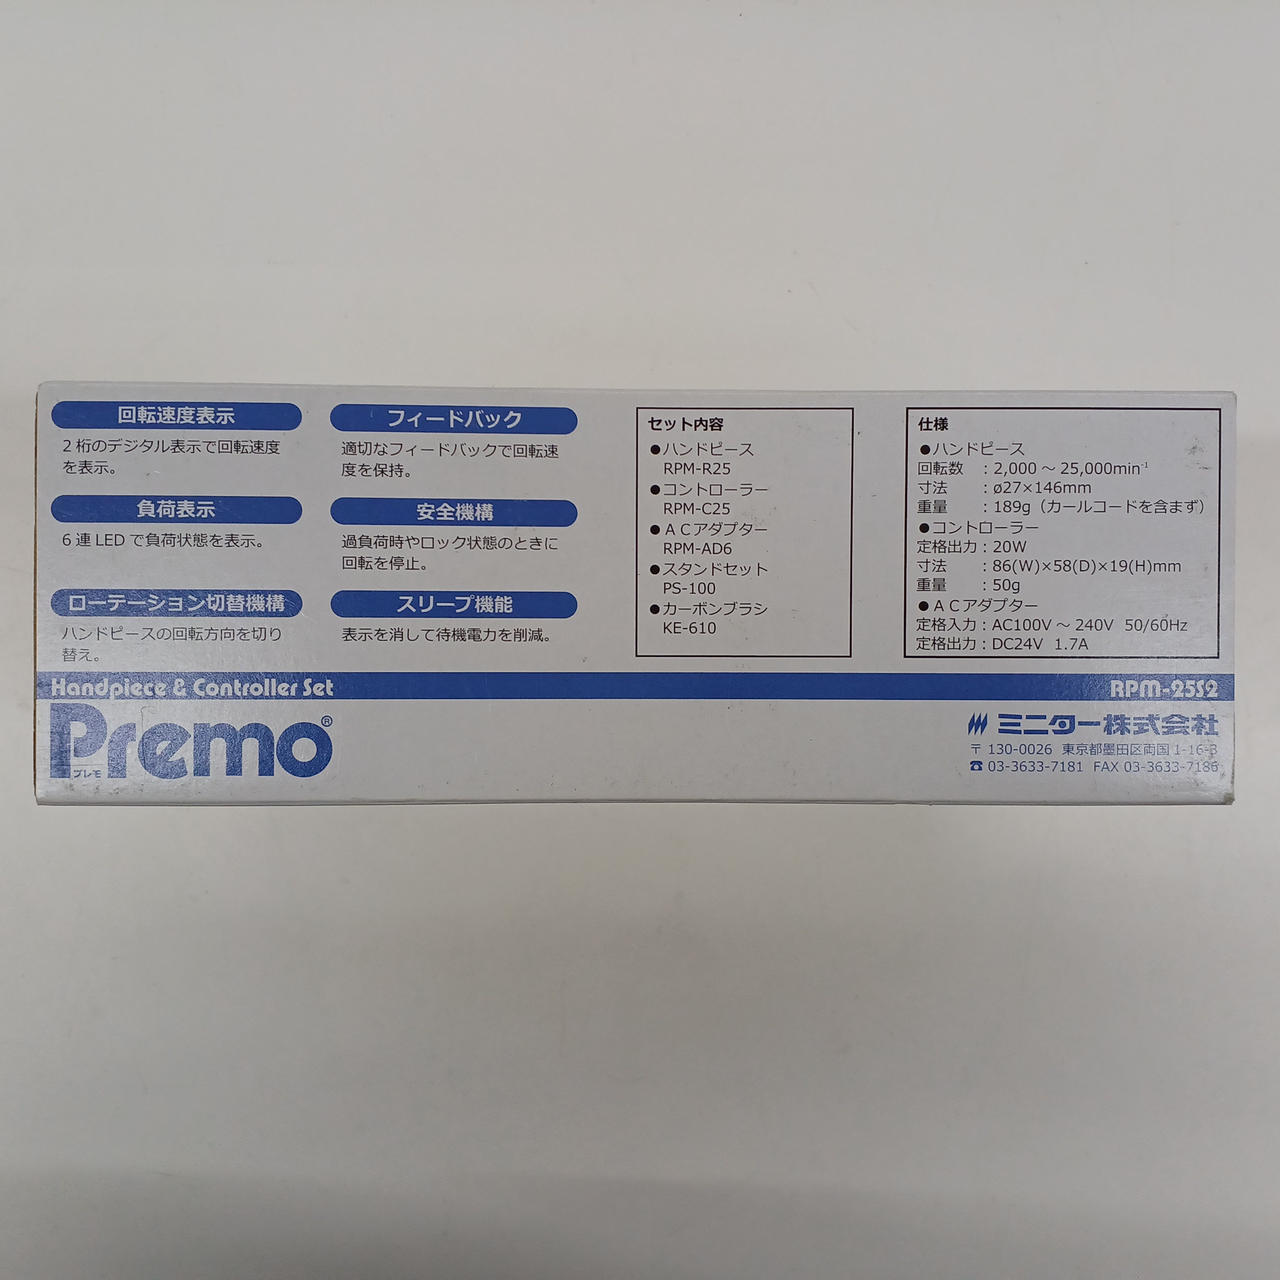 回転速度表示
2桁のデジタル表示で回転速度
を表示。
負荷表示
6連LEDで負荷状態を表示。
ローテーション切替機構
ハンドピースの回転方向を切り
替え。
フィードバック
適切なフィードバックで回転速
度を保持。
安全機構
過負荷時やロック状態のときに
回転を停止。
スリープ機能
表示を消して待機電力を削減。
セット内容
●ハンドピース
RPM-R25
●コントローラー
RPM-C25
●ACアダプター
RPM-AD6
●スタンドセット
PS-100
●カーボンブラシ
KE-610
仕様
●ハンドピース
回転数 :2,000～25,000min⁻¹
寸法 :ø27×146mm
重量 :189g(カールコードを含まず)
●コントローラー
定格出力:20W
寸法 :86(W)×58(D)×19(H)mm
重量 :50g
●ACアダプター
定格入力:AC100V～240V 50/60Hz
定格出力:DC24V 1.7A
Handpiece & Controller Set
RPM-25S2
Premo®
プレモ
ミニター株式会社
〒130-0026 東京都墨田区両国1-16-3
☎03-3633-7181 FAX 03-3633-7186